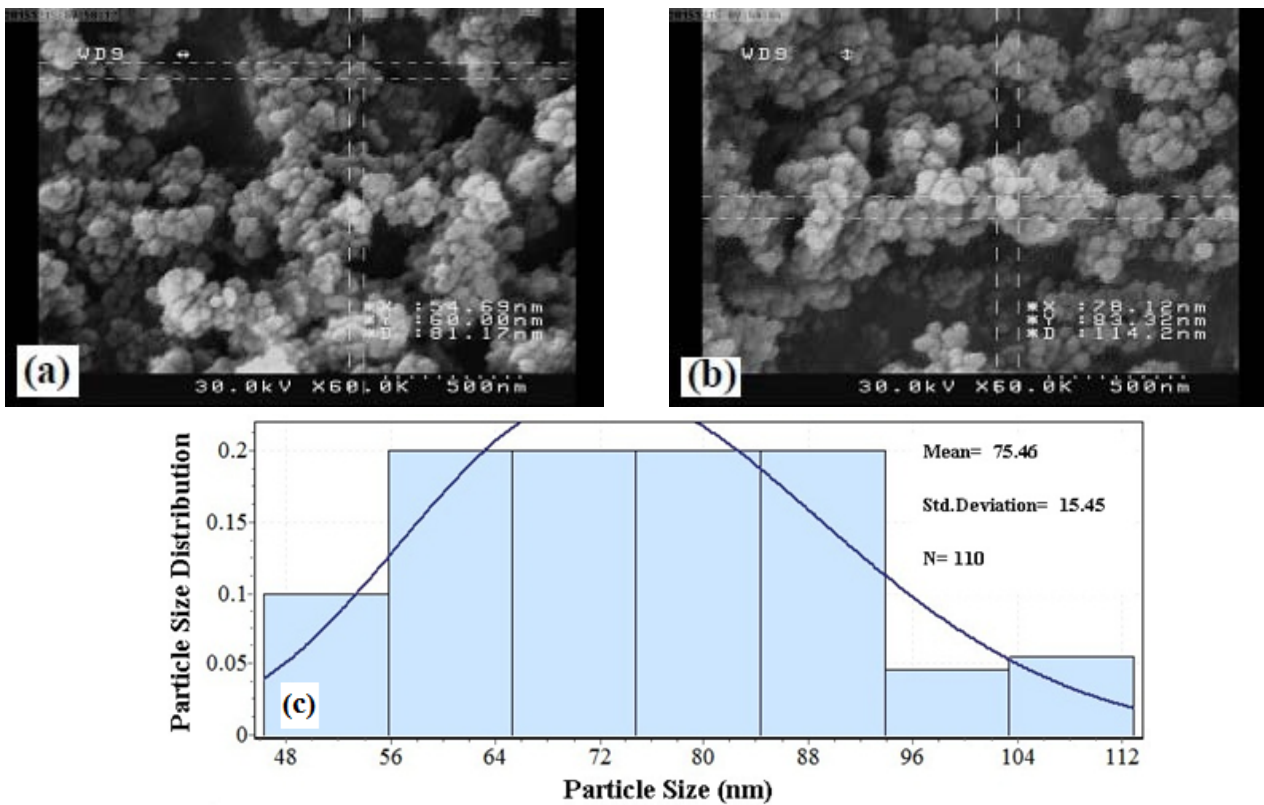 WD9
*X :54.69nm
*Y :60.00nm
*D :81.17nm
(a)
30.0kV X60.0K 500nm
WD9
*X :78.12nm
*Y :83.32nm
*D :114.2nm
(b)
30.0kV X60.0K 500nm
Particle Size Distribution
0.2
0.15
0.1
0.05
0
Mean= 75.46
Std.Deviation= 15.45
N= 110
(c)
48 56 64 72 80 88 96 104 112
Particle Size (nm)